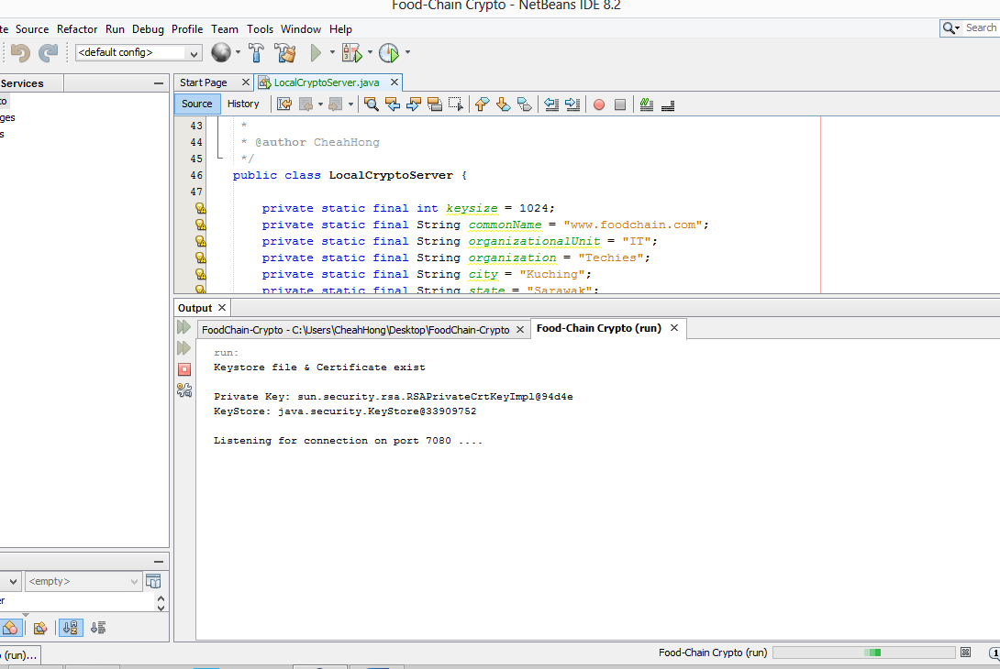 Food-Chain Crypto - NetBeans IDE 8.2
Source Refactor Run Debug Profile Team Tools Window Help
<default config>
Search
Services
Start Page
LocalCryptoServer.java
Source
History
43 *
44 * @author CheahHong
45 */
46 public class LocalCryptoServer {
47
private static final int keysize = 1024;
private static final String commonName = "www.foodchain.com";
private static final String organizationalUnit = "IT";
private static final String organization = "Techies";
private static final String city = "Kuching";
private static final String state = "Sarawak";
Output
FoodChain-Crypto - C:\Users\CheahHong\Desktop\FoodChain-Crypto
Food-Chain Crypto (run)
run:
Keystore file & Certificate exist
Private Key: sun.security.rsa.RSAPrivateCrtKeyImpl@94d4e
KeyStore: java.security.KeyStore@33909752
Listening for connection on port 7080 ....
<empty>
(run)...
Food-Chain Crypto (run)
1